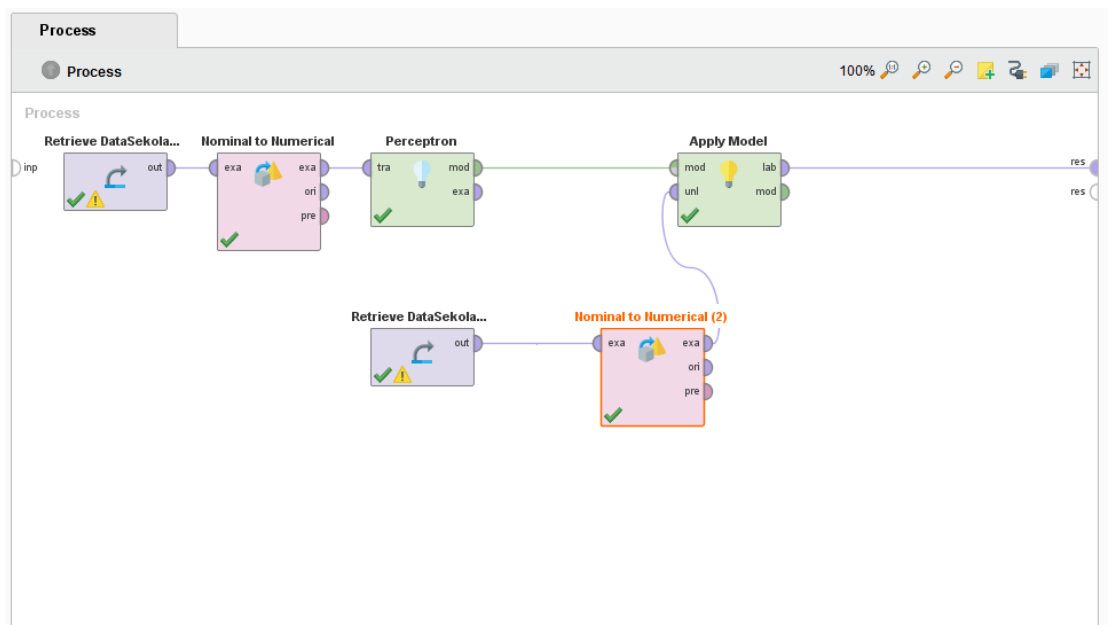 Process
Process
100%
Process
Retrieve DataSekola...
Nominal to Numerical
Perceptron
Apply Model
inp
out
exa
exa
ori
pre
tra
mod
exa
mod
lab
unl
mod
res
res
Retrieve DataSekola...
Nominal to Numerical (2)
out
exa
exa
ori
pre